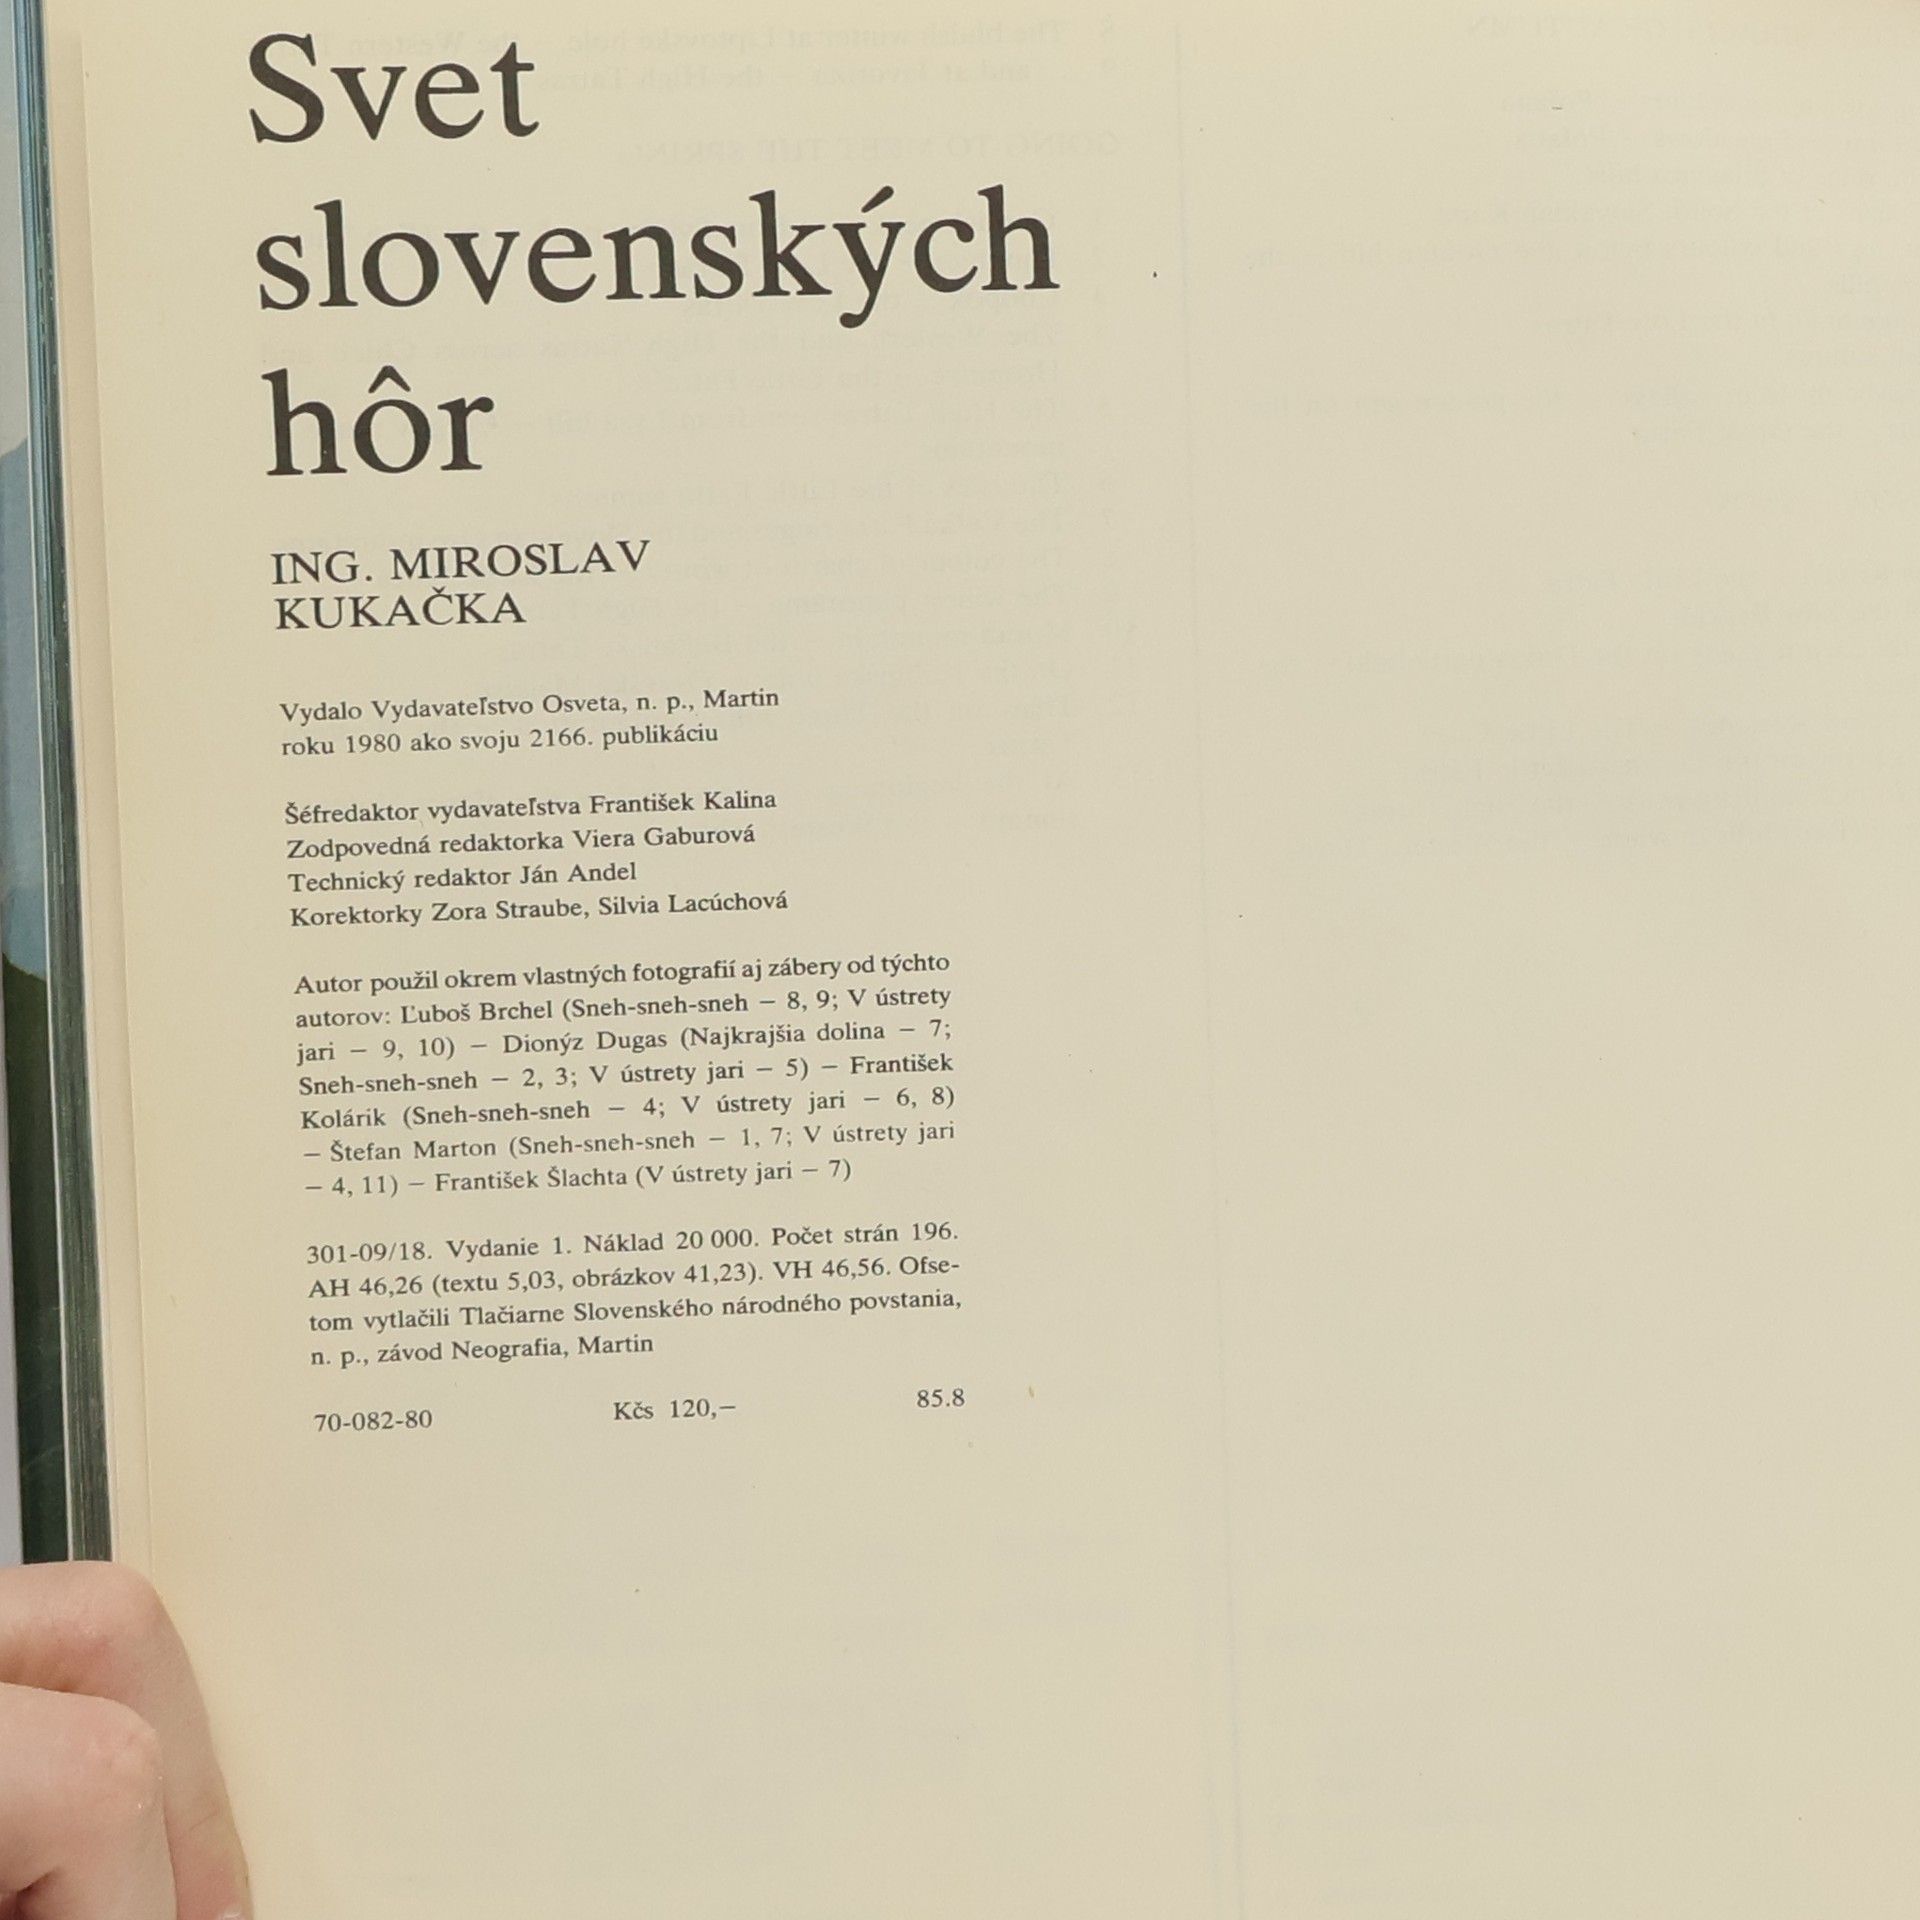 Svet
slovenských
hôr
ING. MIROSLAV
KUKAČKA
Vydalo Vydavateľstvo Osveta, n. p., Martin
roku 1980 ako svoju 2166. publikáciu
Šéfredaktor vydavateľstva František Kalina
Zodpovedná redaktorka Viera Gaburová
Technický redaktor Ján Andel
Korektorky Zora Straube, Silvia Lacúchová
Autor použil okrem vlastných fotografií aj zábery od týchto
autorov: Ľuboš Brchel (Sneh-sneh-sneh – 8, 9; V ústrety
jari – 9, 10) – Dionýz Dugas (Najkrajšia dolina – 7;
Sneh-sneh-sneh – 2, 3; V ústrety jari – 5) – František
Kolárik (Sneh-sneh-sneh – 4; V ústrety jari – 6, 8)
– Štefan Marton (Sneh-sneh-sneh – 1, 7; V ústrety jari
– 4, 11) – František Šlachta (V ústrety jari – 7)
301-09/18. Vydanie 1. Náklad 20 000. Počet strán 196.
AH 46,26 (textu 5,03, obrázkov 41,23). VH 46,56. Ofse-
tom vytlačili Tlačiarne Slovenského národného povstania,
n. p., závod Neografia, Martin
70-082-80 Kčs 120,– 85.8